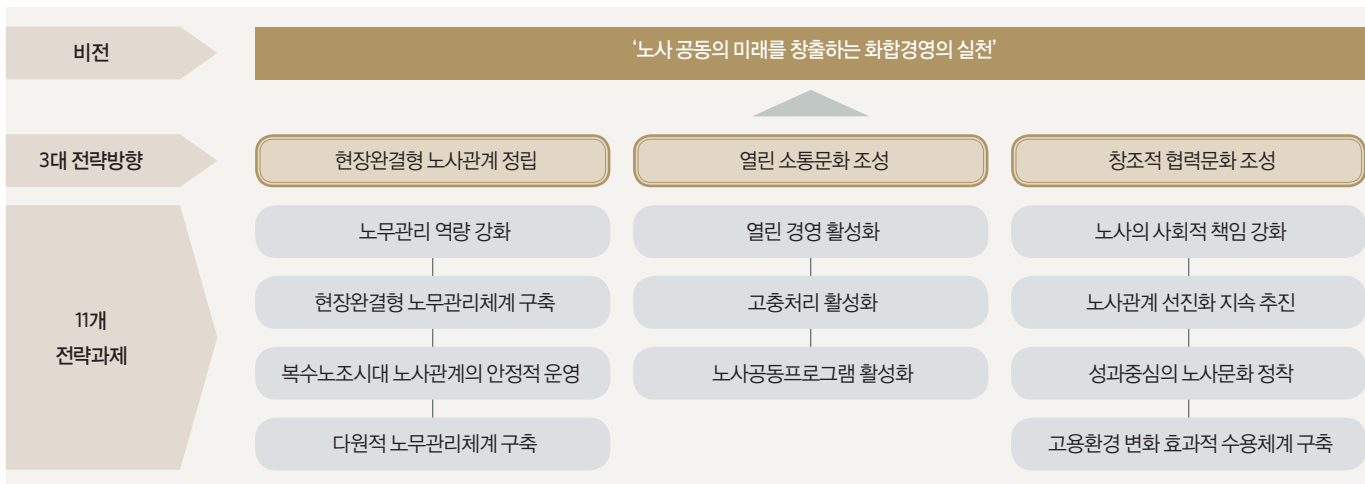 비전
‘노사 공동의 미래를 창출하는 화합경영의 실천’
3대 전략방향
현장완결형 노사관계 정립
열린 소통문화 조성
창조적 협력문화 조성
11개
전략과제
노무관리 역량 강화
현장완결형 노무관리체계 구축
복수노조시대 노사관계의 안정적 운영
다원적 노무관리체계 구축
열린 경영 활성화
고충처리 활성화
노사공동프로그램 활성화
노사의 사회적 책임 강화
노사관계 선진화 지속 추진
성과중심의 노사문화 정착
고용환경 변화 효과적 수용체계 구축